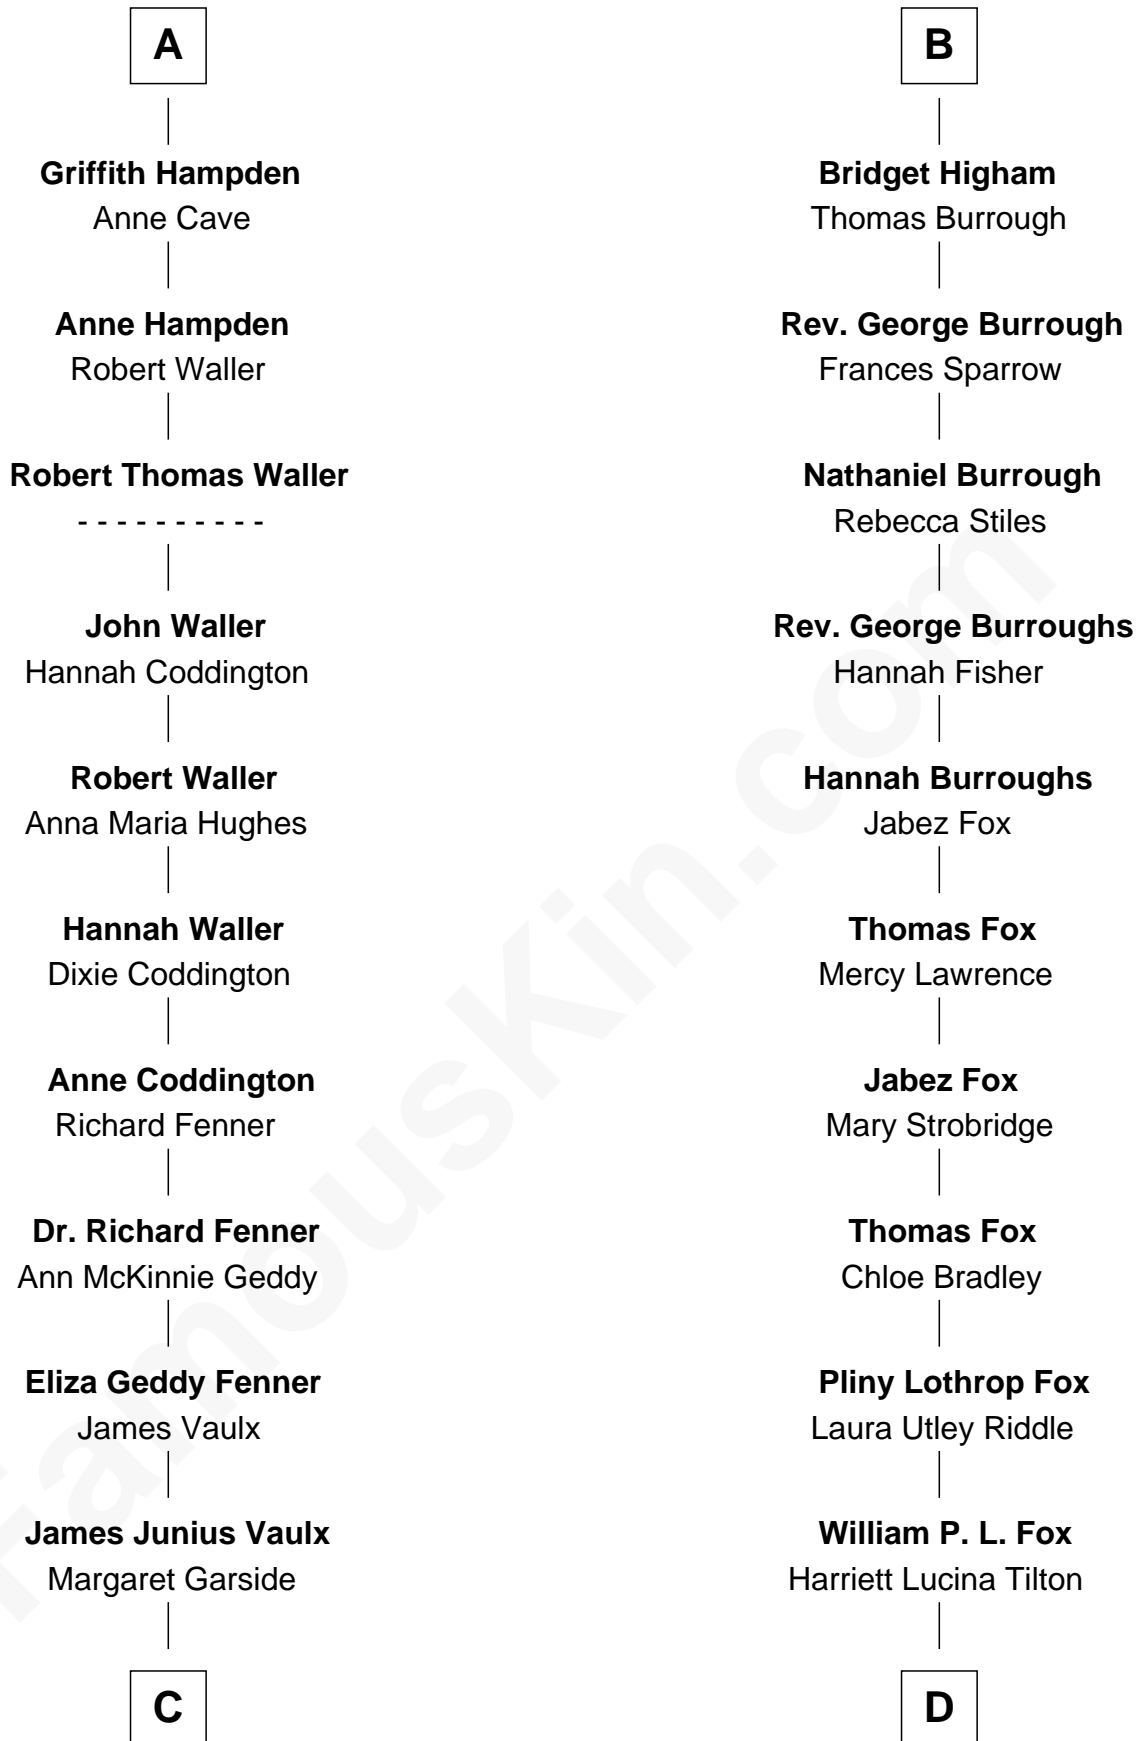 A
Griffith Hampden
Anne Cave
Anne Hampden
Robert Waller
Robert Thomas Waller
- - - - - - - - - -
John Waller
Hannah Coddington
Robert Waller
Anna Maria Hughes
Hannah Waller
Dixie Coddington
Anne Coddington
Richard Fenner
Dr. Richard Fenner
Ann McKinnie Geddy
Eliza Geddy Fenner
James Vaulx
James Junius Vaulx
Margaret Garside
C
B
Bridget Higham
Thomas Burrough
Rev. George Burrough
Frances Sparrow
Nathaniel Burrough
Rebecca Stiles
Rev. George Burroughs
Hannah Fisher
Hannah Burroughs
Jabez Fox
Thomas Fox
Mercy Lawrence
Jabez Fox
Mary Strobridge
Thomas Fox
Chloe Bradley
Pliny Lothrop Fox
Laura Utley Riddle
William P. L. Fox
Harriett Lucina Tilton
D
FamousKin.com